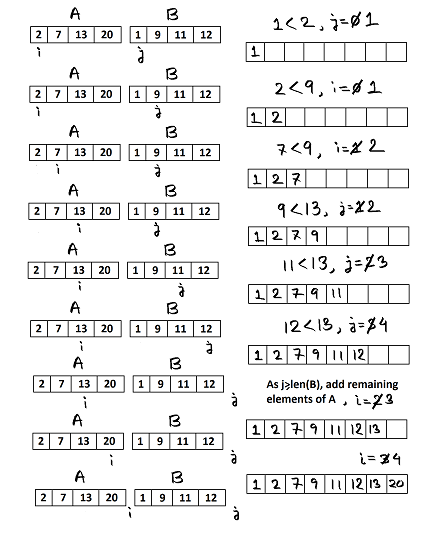 A B 1<2, j=0 1
2 7 13 20 1 9 11 12
i j 1
A B 2<9, i=0 1
2 7 13 20 1 9 11 12
i j 1 2
A B 7<9, i=1 2
2 7 13 20 1 9 11 12
i j 1 2 7
A B 9<13, j=1 2
2 7 13 20 1 9 11 12
i j 1 2 7 9
A B 11<13, j=2 3
2 7 13 20 1 9 11 12
i j 1 2 7 9 11
A B 12<13, j=3 4
2 7 13 20 1 9 11 12
i j 1 2 7 9 11 12
A B As j≥len(B), add remaining
2 7 13 20 1 9 11 12 elements of A , i=2 3
i j
A B 1 2 7 9 11 12 13
2 7 13 20 1 9 11 12
i j i=3 4
A B 1 2 7 9 11 12 13 20
2 7 13 20 1 9 11 12
i j